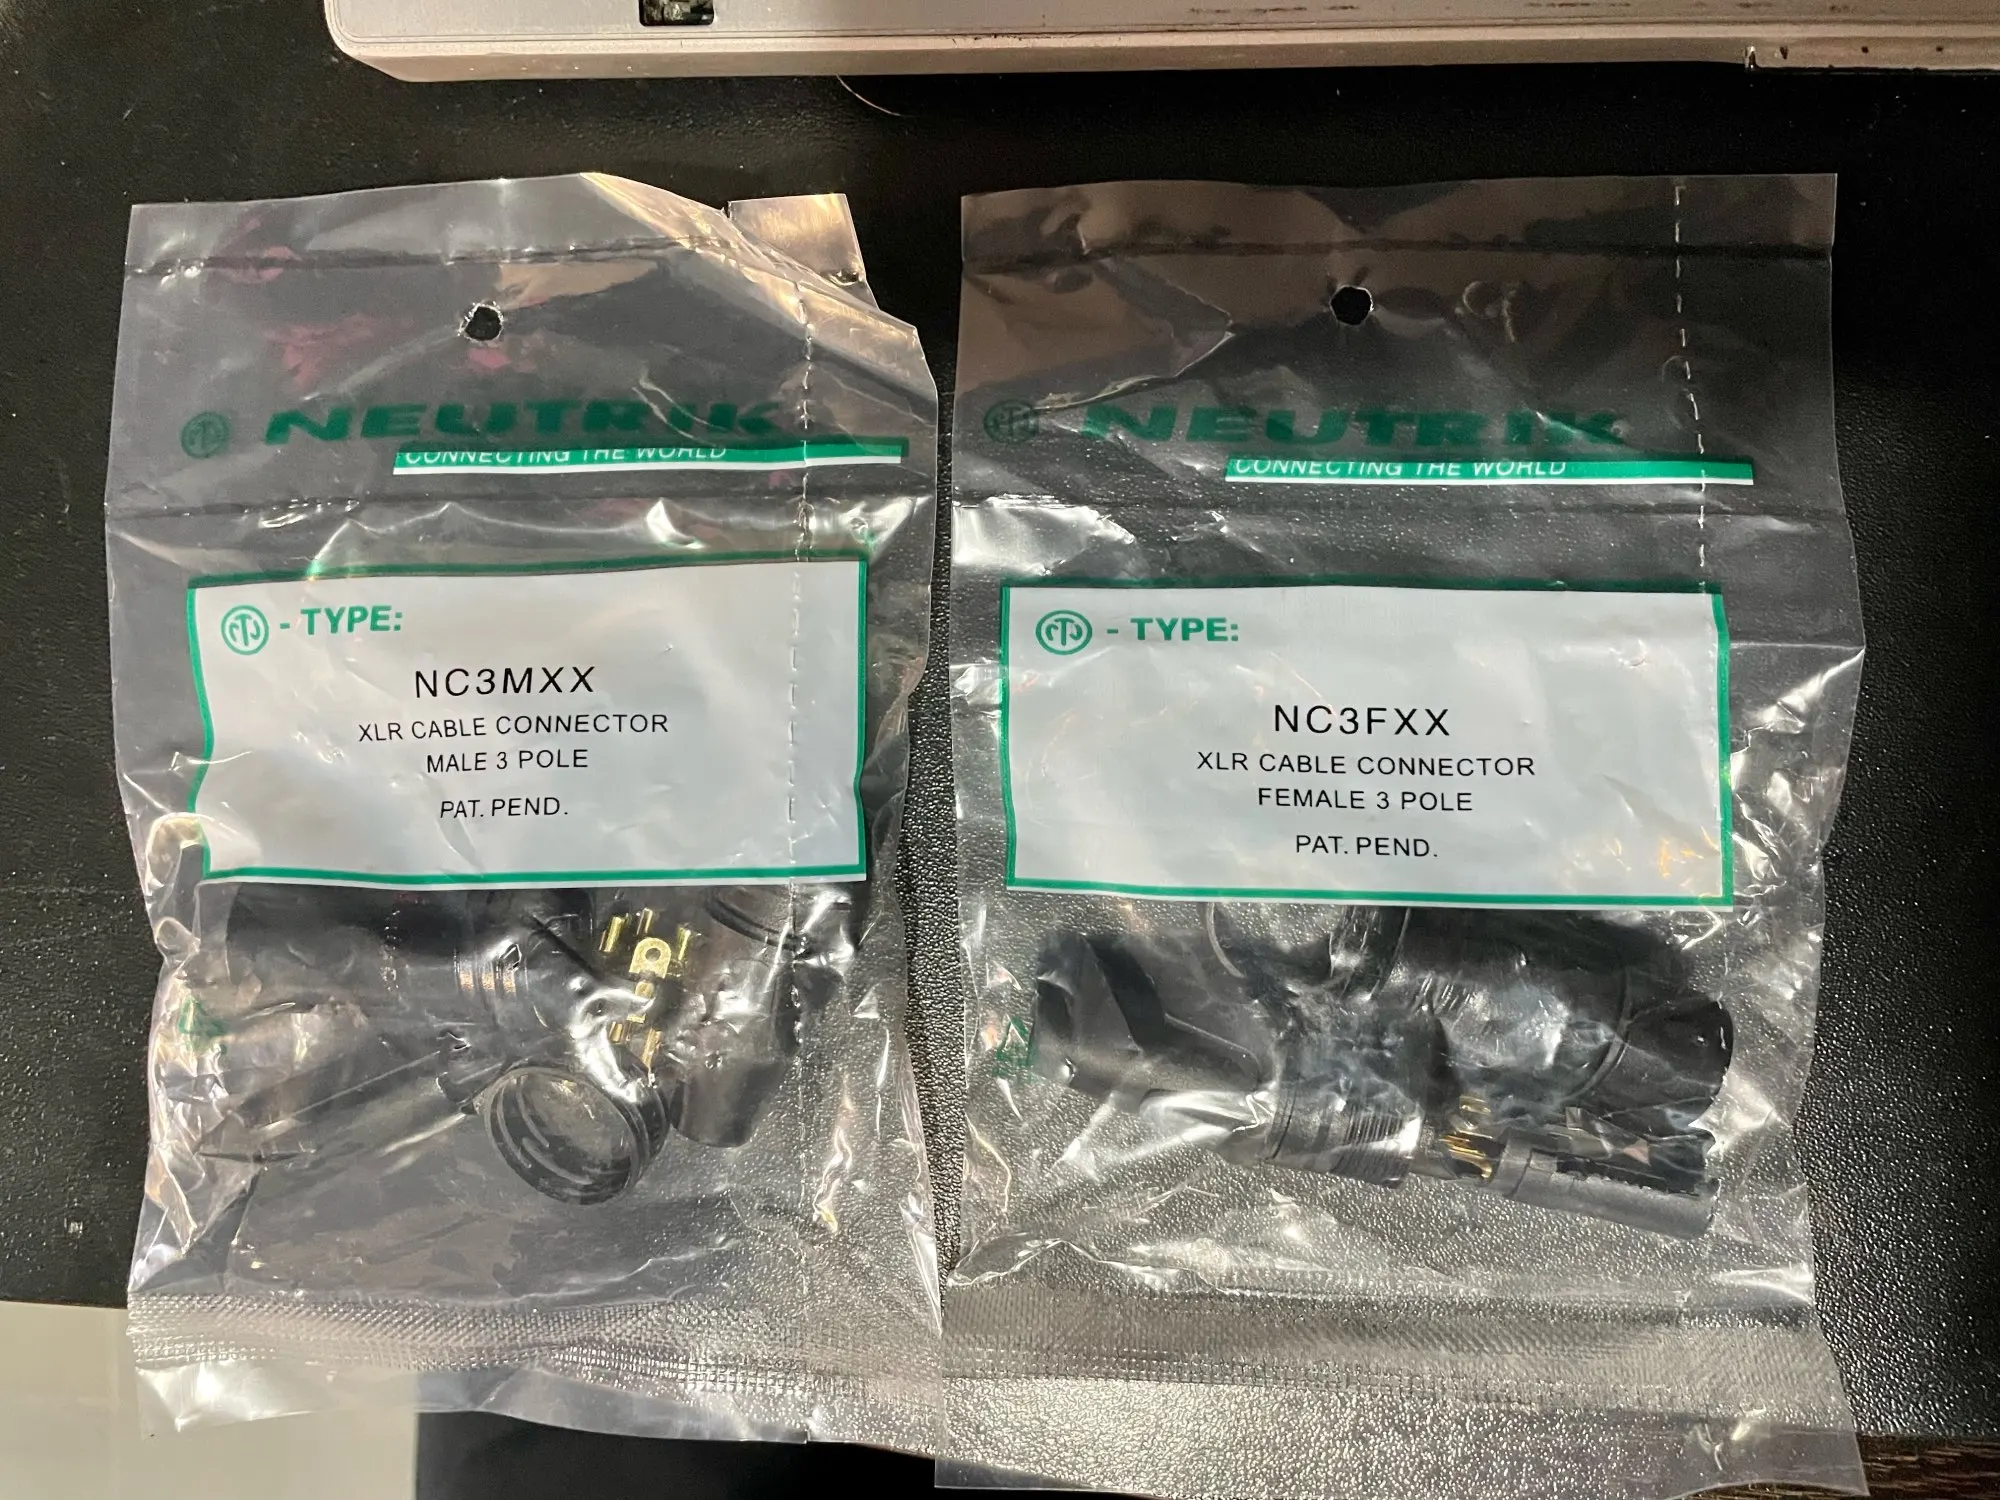 NEUTRIK
CONNECTING THE WORLD
- TYPE:
NC3MXX
XLR CABLE CONNECTOR
MALE 3 POLE
PAT. PEND.
NEUTRIK
CONNECTING THE WORLD
- TYPE:
NC3FXX
XLR CABLE CONNECTOR
FEMALE 3 POLE
PAT. PEND.